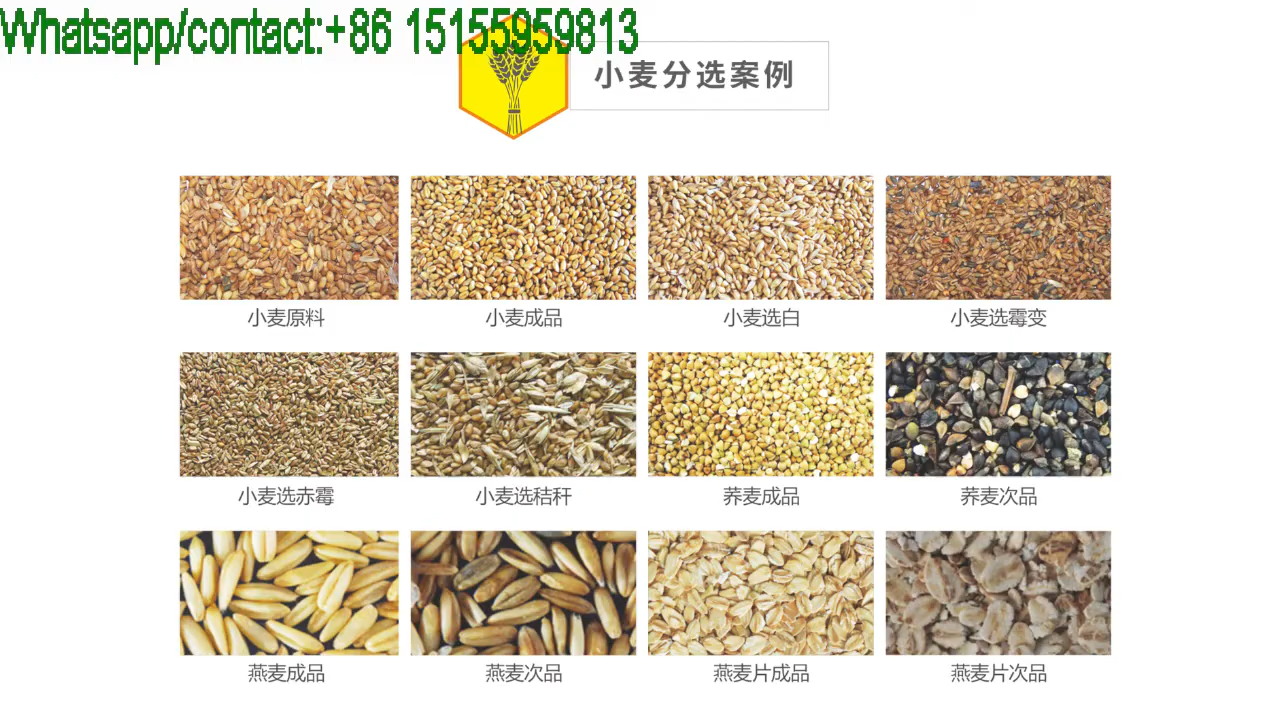 Whatsapp/contact:+86 15155959813
小麦分选案例
小麦原料
小麦成品
小麦选白
小麦选霉变
小麦选赤霉
小麦选秸秆
荞麦成品
荞麦次品
燕麦成品
燕麦次品
燕麦片成品
燕麦片次品